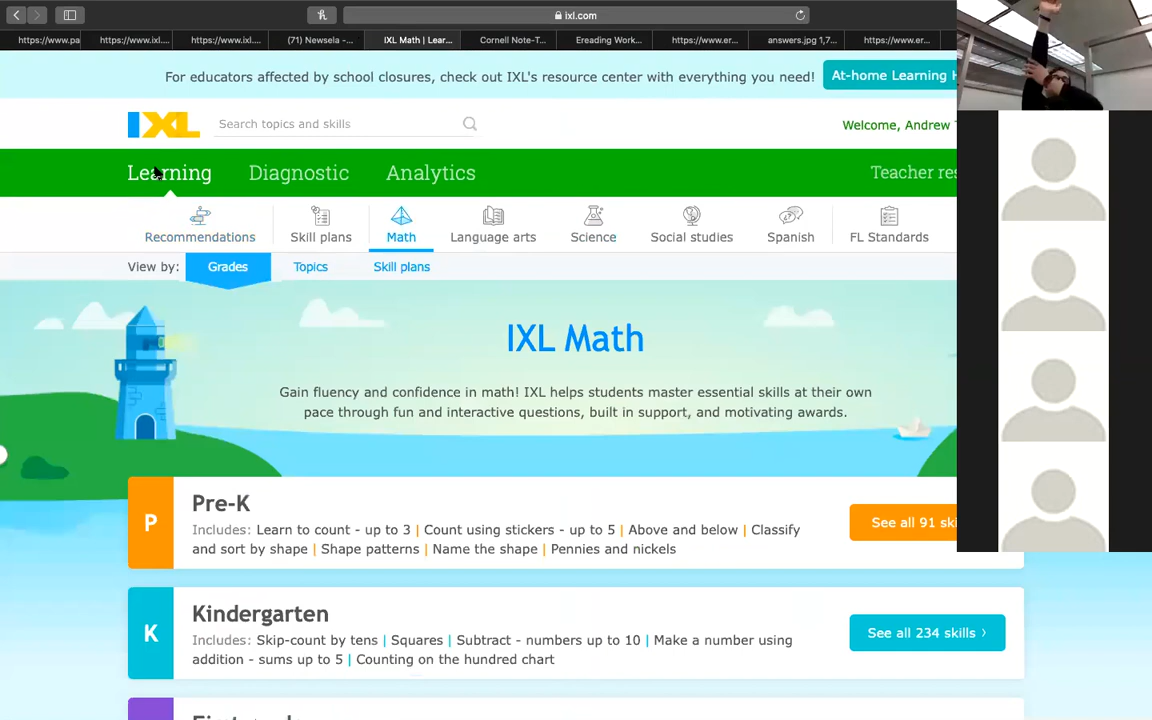 ixl.com
https://www.pa
https://www.ixl....
https://www.ixl....
(71) Newsela -...
IXL Math | Lear...
Cornell Note-T...
Ereading Work...
https://www.er...
answers.jpg 1,7...
https://www.er...
For educators affected by school closures, check out IXL's resource center with everything you need!
At-home Learning
IXL
Search topics and skills
Welcome, Andrew
Learning
Diagnostic
Analytics
Teacher res
Recommendations
Skill plans
Math
Language arts
Science
Social studies
Spanish
FL Standards
View by:
Grades
Topics
Skill plans
IXL Math
Gain fluency and confidence in math! IXL helps students master essential skills at their own
pace through fun and interactive questions, built in support, and motivating awards.
P
Pre-K
Includes: Learn to count - up to 3 | Count using stickers - up to 5 | Above and below | Classify
and sort by shape | Shape patterns | Name the shape | Pennies and nickels
See all 91 ski
K
Kindergarten
Includes: Skip-count by tens | Squares | Subtract - numbers up to 10 | Make a number using
addition - sums up to 5 | Counting on the hundred chart
See all 234 skills ›